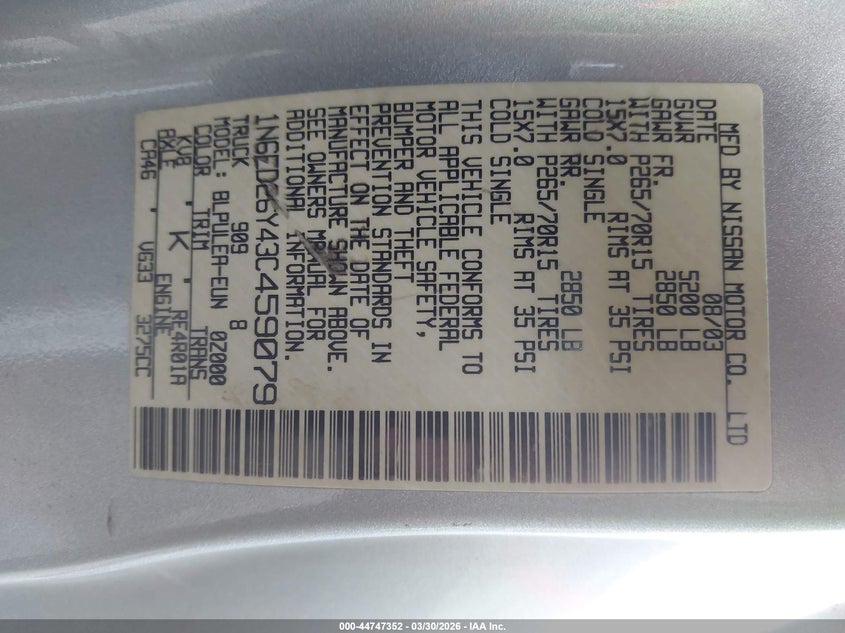 MFD BY NISSAN MOTOR CO., LTD
DATE 08/03
GVWR 5200 LB
GAWR FR. 2850 LB
WITH P265/70R15 TIRES
15X7.0 RIMS AT 35 PSI
COLD SINGLE
GAWR RR. 2850 LB
WITH P265/70R15 TIRES
15X7.0 RIMS AT 35 PSI
COLD SINGLE
THIS VEHICLE CONFORMS TO
ALL APPLICABLE FEDERAL
MOTOR VEHICLE SAFETY,
BUMPER AND THEFT
PREVENTION STANDARDS IN
EFFECT ON THE DATE OF
MANUFACTURE SHOWN ABOVE.
SEE OWNERS MANUAL FOR
ADDITIONAL INFORMATION.
1N6ED26Y43C459079
TRUCK 909 8
MODEL: BLPULEA-EUN 0Z000
COLOR TRIM TRANS
K RE4R01A
AXLE ENGINE
CA46 VG33 3275CC
000-44747352 | 03/30/2026 - IAA Inc.